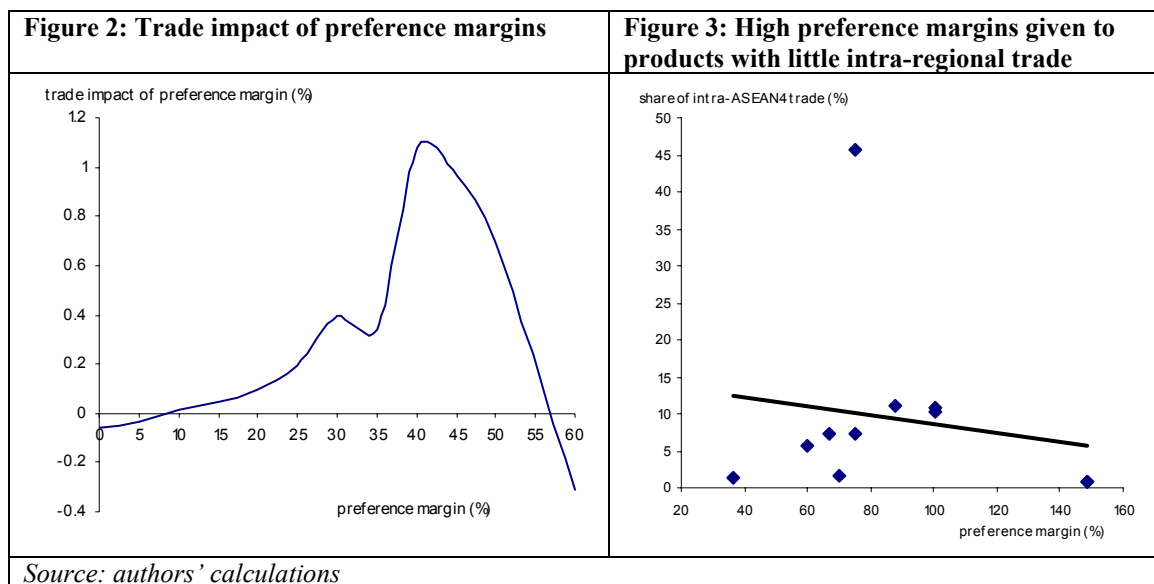 Figure 2: Trade impact of preference margins
trade impact of preference margin (%)
1.2
1
0.8
0.6
0.4
0.2
0
-0.2
-0.4
0 5 10 15 20 25 30 35 40 45 50 55 60
preference margin (%)
Figure 3: High preference margins given to
products with little intra-regional trade
share of intra-ASEAN4 trade (%)
50
45
40
35
30
25
20
15
10
5
0
20 40 60 80 100 120 140 160
preference margin (%)
Source: authors' calculations